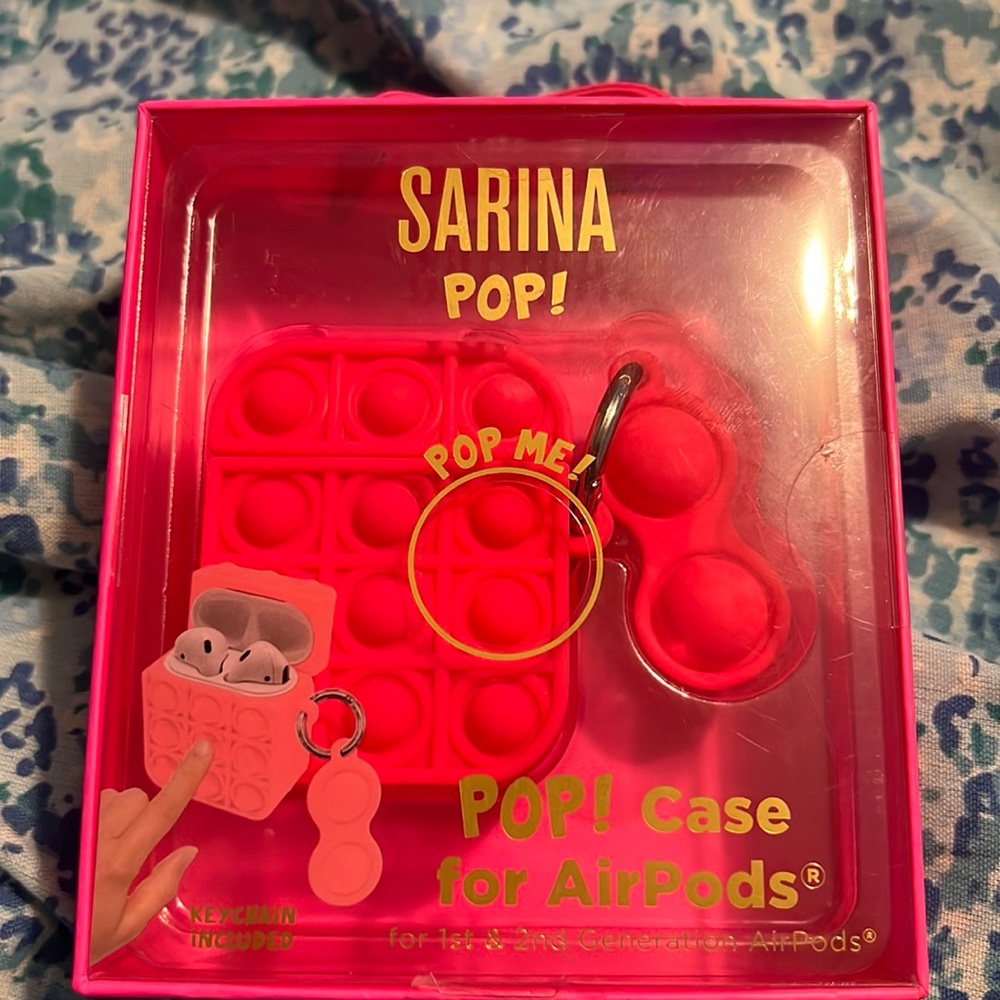 SARINA
POP!
POP ME!
POP! Case
for AirPods®
KEYCHAIN
INCLUDED
for 1st & 2nd Generation AirPods®